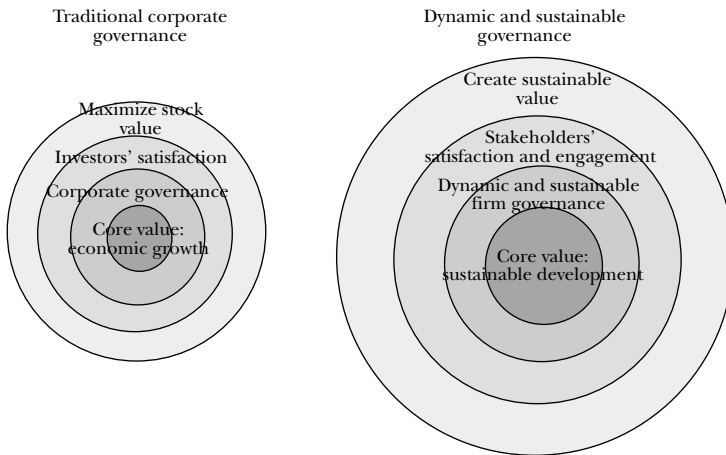 Traditional corporate
governance
Maximize stock
value
Investors’ satisfaction
Corporate governance
Core value:
economic growth
Dynamic and sustainable
governance
Create sustainable
value
Stakeholders’
satisfaction and engagement
Dynamic and sustainable
firm governance
Core value:
sustainable development